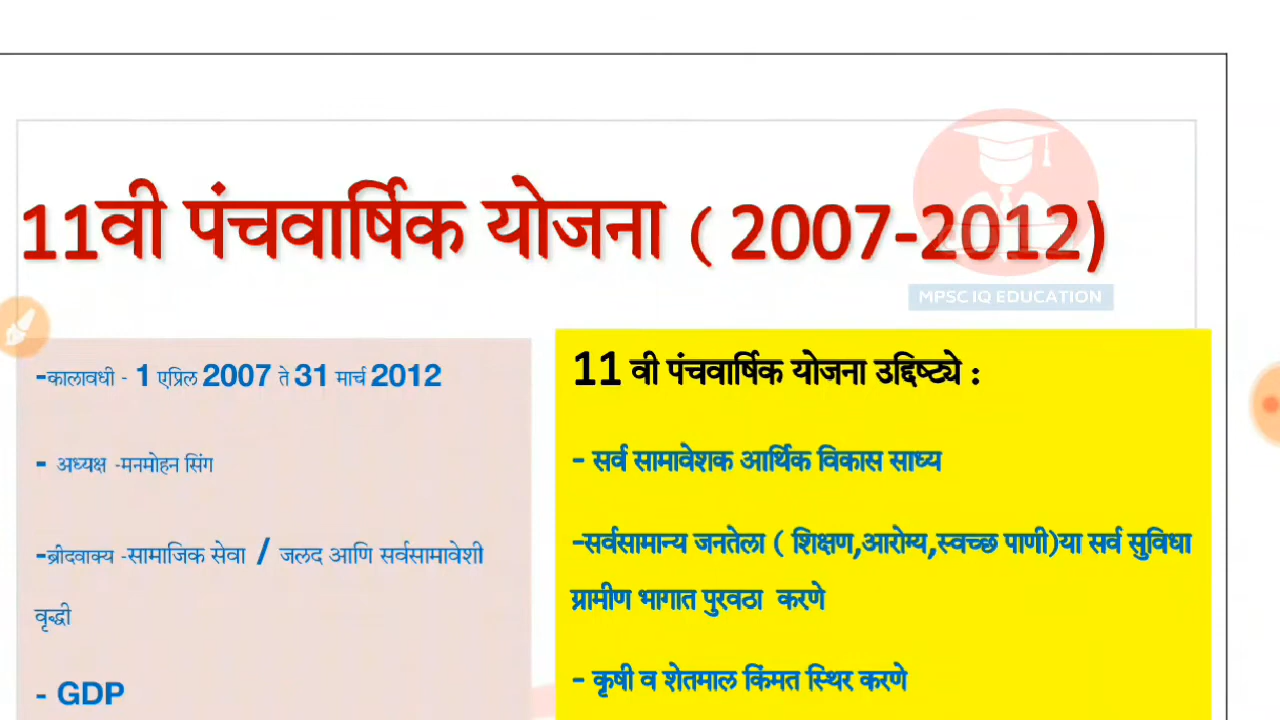 11वी पंचवार्षिक योजना ( 2007-2012)
MPSC IQ EDUCATION
-कालावधी - 1 एप्रिल 2007 ते 31 मार्च 2012
- अध्यक्ष -मनमोहन सिंग
-ब्रीदवाक्य -सामाजिक सेवा / जलद आणि सर्वसामावेशी
वृद्धी
- GDP
11 वी पंचवार्षिक योजना उद्दिष्ट्ये :
- सर्व सामावेशक आर्थिक विकास साध्य
-सर्वसामान्य जनतेला ( शिक्षण,आरोग्य,स्वच्छ पाणी)या सर्व सुविधा
ग्रामीण भागात पुरवठा करणे
- कृषी व शेतमाल किंमत स्थिर करणे